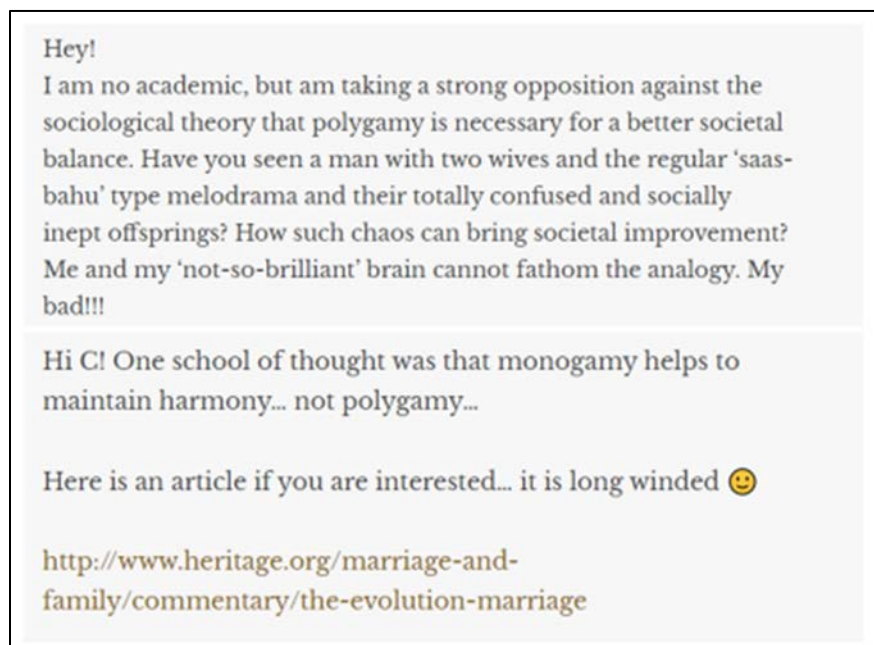 Hey!
I am no academic, but am taking a strong opposition against the
sociological theory that polygamy is necessary for a better societal
balance. Have you seen a man with two wives and the regular ‘saas-
bahu’ type melodrama and their totally confused and socially
inept offsprings? How such chaos can bring societal improvement?
Me and my ‘not-so-brilliant’ brain cannot fathom the analogy. My
bad!!!
Hi C! One school of thought was that monogamy helps to
maintain harmony... not polygamy...
Here is an article if you are interested... it is long winded 🙂
http://www.heritage.org/marriage-and-
family/commentary/the-evolution-marriage